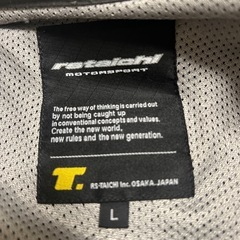 rstaichi
MOTORSPORT
The free way of thinking is carried out
by not being caught up
in conventional concepts and values.
Create the new world,
new rules and the new generation.
T.
RS-TAICHI Inc. OSAKA. JAPAN
L